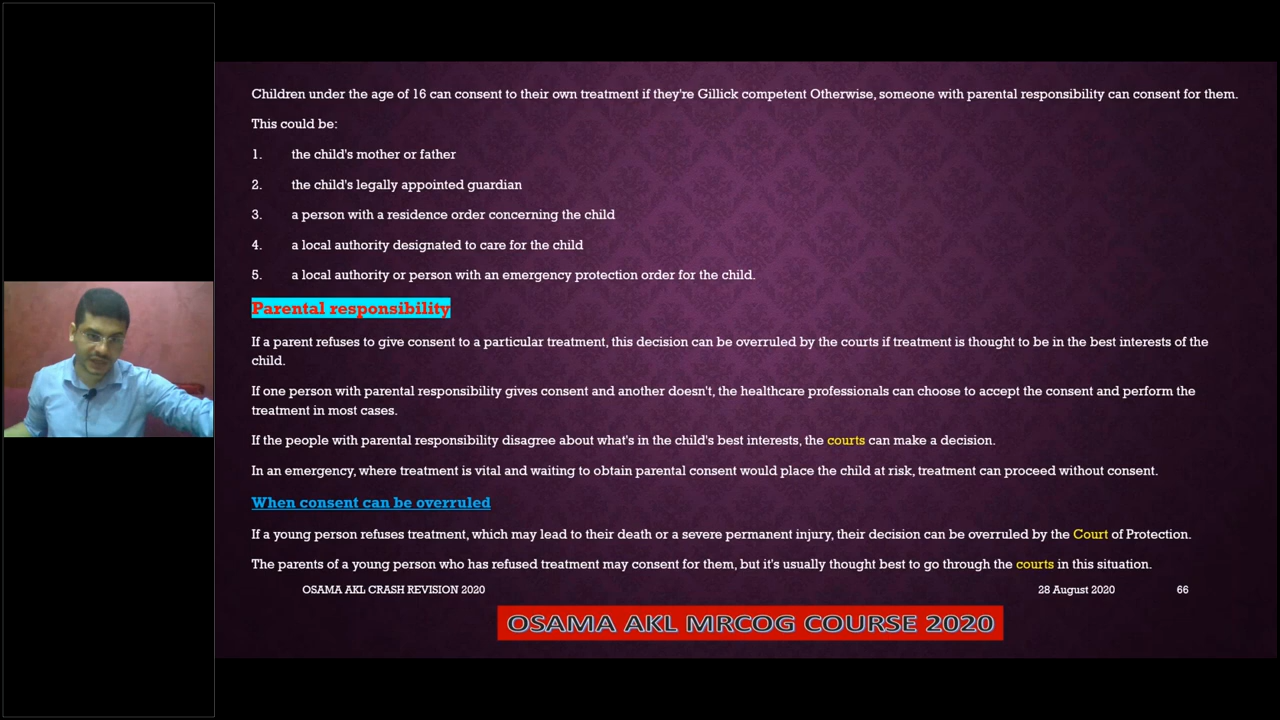 Children under the age of 16 can consent to their own treatment if they're Gillick competent Otherwise, someone with parental responsibility can consent for them.
This could be:
1. the child's mother or father
2. the child's legally appointed guardian
3. a person with a residence order concerning the child
4. a local authority designated to care for the child
5. a local authority or person with an emergency protection order for the child.
Parental responsibility
If a parent refuses to give consent to a particular treatment, this decision can be overruled by the courts if treatment is thought to be in the best interests of the
child.
If one person with parental responsibility gives consent and another doesn't, the healthcare professionals can choose to accept the consent and perform the
treatment in most cases.
If the people with parental responsibility disagree about what's in the child's best interests, the courts can make a decision.
In an emergency, where treatment is vital and waiting to obtain parental consent would place the child at risk, treatment can proceed without consent.
When consent can be overruled
If a young person refuses treatment, which may lead to their death or a severe permanent injury, their decision can be overruled by the Court of Protection.
The parents of a young person who has refused treatment may consent for them, but it's usually thought best to go through the courts in this situation.
OSAMA AKL CRASH REVISION 2020 28 August 2020 66
OSAMA AKL MRCOG COURSE 2020